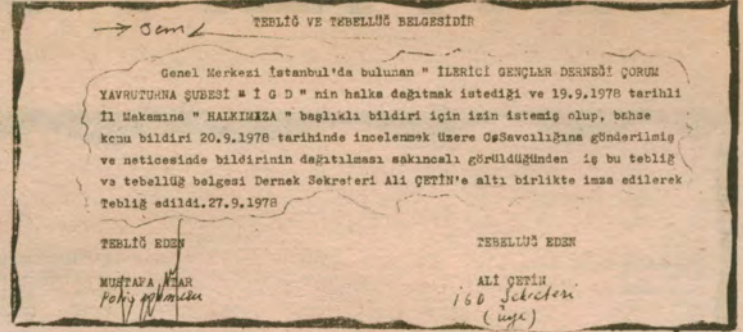 TEBLİĞ VE TEBELLÜĞ BELGESİDİR
Genel Merkezi İstanbul'da bulunan " İLERİCİ GENÇLER DERNEĞİ ÇORUM
YAVRUTURNA ŞUBESİ " İ G D " nin halka dağıtmak istediği ve 19.9.1978 tarihli
İl Makamına " HALKIMIZA " başlıklı bildiri için izin istemiş olup, bahse
konu bildiri 20.9.1978 tarihinde incelenmek üzere C.Savcılığına gönderilmiş
ve neticesinde bildirinin dağıtılması sakıncalı görüldüğünden iş bu tebliğ
ve tebellüğ belgesi Dernek Sekreteri Ali ÇETİN'e altı birlikte imza edilerek
Tebliğ edildi.27.9.1978
TEBLİĞ EDEN TEBELLÜĞ EDEN
MUSTAFA ALİ ÇETİN
Polis İGD Sekreteri
(üye)